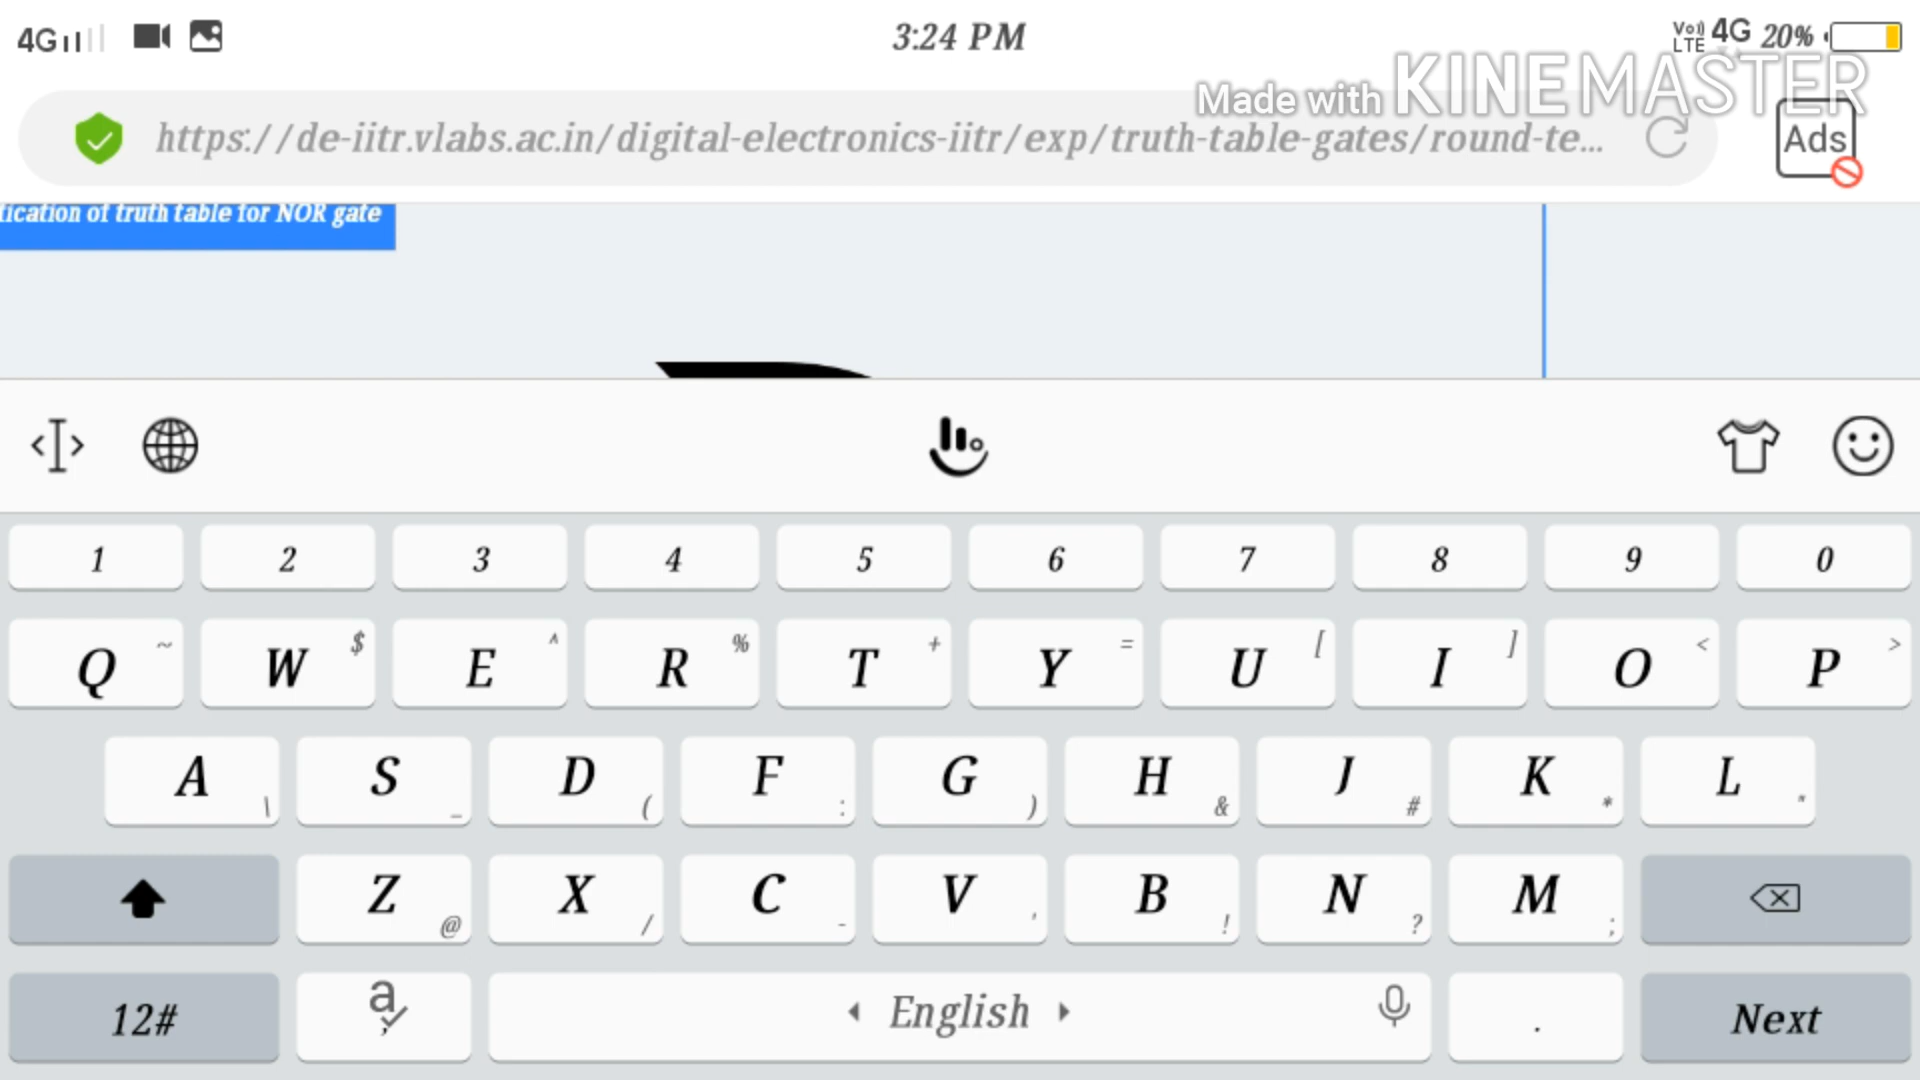 4G 3:24 PM Vo) LTE 4G 20%
Made with KINEMASTER
https://de-iitr.vlabs.ac.in/digital-electronics-iitr/exp/truth-table-gates/round-te... Ads
tication of truth table for NOR gate
1 2 3 4 5 6 7 8 9 0
Q ~ W $ E ^ R % T + Y = U [ I ] O < P >
A \ S _ D ( F : G ) H & J # K * L "
Z @ X / C - V ' B ! N ? M ;
12# a , English . Next